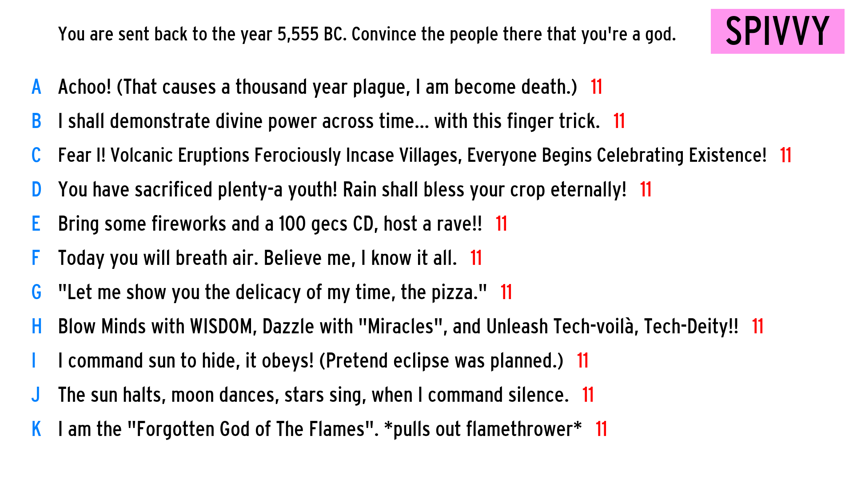 You are sent back to the year 5,555 BC. Convince the people there that you're a god.
SPIVVY
A Achoo! (That causes a thousand year plague, I am become death.) 11
B I shall demonstrate divine power across time... with this finger trick. 11
C Fear I! Volcanic Eruptions Ferociously Incase Villages, Everyone Begins Celebrating Existence! 11
D You have sacrificed plenty-a youth! Rain shall bless your crop eternally! 11
E Bring some fireworks and a 100 gecs CD, host a rave!! 11
F Today you will breath air. Believe me, I know it all. 11
G "Let me show you the delicacy of my time, the pizza." 11
H Blow Minds with WISDOM, Dazzle with "Miracles", and Unleash Tech-voilà, Tech-Deity!! 11
I I command sun to hide, it obeys! (Pretend eclipse was planned.) 11
J The sun halts, moon dances, stars sing, when I command silence. 11
K I am the "Forgotten God of The Flames". *pulls out flamethrower* 11